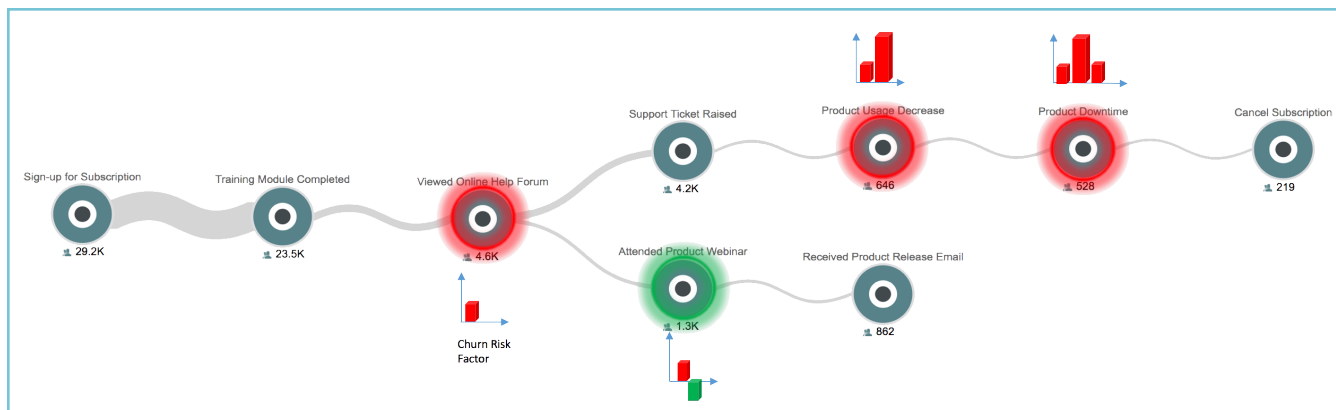 Sign-up for Subscription
29.2K
Training Module Completed
23.5K
Viewed Online Help Forum
4.6K
Churn Risk
Factor
Support Ticket Raised
4.2K
Product Usage Decrease
646
Product Downtime
528
Cancel Subscription
219
Attended Product Webinar
1.3K
Received Product Release Email
862